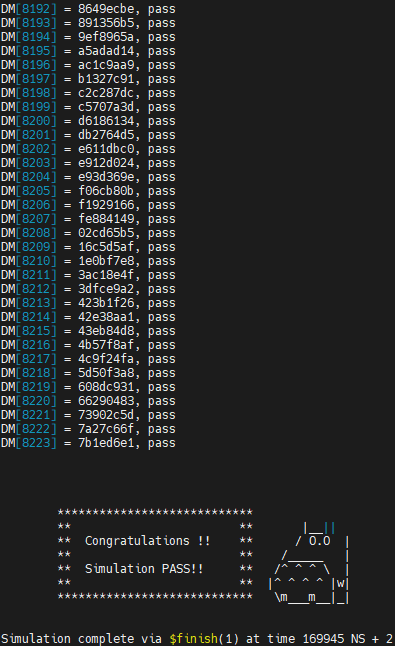 DM[8192] = 8649ecbe, pass
DM[8193] = 891356b5, pass
DM[8194] = 9ef8965a, pass
DM[8195] = a5adad14, pass
DM[8196] = ac1c9aa9, pass
DM[8197] = b1327c91, pass
DM[8198] = c2c287dc, pass
DM[8199] = c5707a3d, pass
DM[8200] = d6186134, pass
DM[8201] = db2764d5, pass
DM[8202] = e611dbc0, pass
DM[8203] = e912d024, pass
DM[8204] = e93d369e, pass
DM[8205] = f06cb80b, pass
DM[8206] = f1929166, pass
DM[8207] = fe884149, pass
DM[8208] = 02cd65b5, pass
DM[8209] = 16c5d5af, pass
DM[8210] = 1e0bf7e8, pass
DM[8211] = 3ac18e4f, pass
DM[8212] = 3dfce9a2, pass
DM[8213] = 423b1f26, pass
DM[8214] = 42e38aa1, pass
DM[8215] = 43eb84d8, pass
DM[8216] = 4b57f8af, pass
DM[8217] = 4c9f24fa, pass
DM[8218] = 5d50f3a8, pass
DM[8219] = 608dc931, pass
DM[8220] = 66290483, pass
DM[8221] = 73902c5d, pass
DM[8222] = 7a27c66f, pass
DM[8223] = 7b1ed6e1, pass
****************************
**                        **       |__||
**  Congratulations !!    **      / O.O  |
**                        **    /_____   |
**  Simulation PASS!!     **   /^ ^ ^ \  |
**                        **  |^ ^ ^ ^ |w|
****************************   \m___m__|_|
Simulation complete via $finish(1) at time 169945 NS + 2